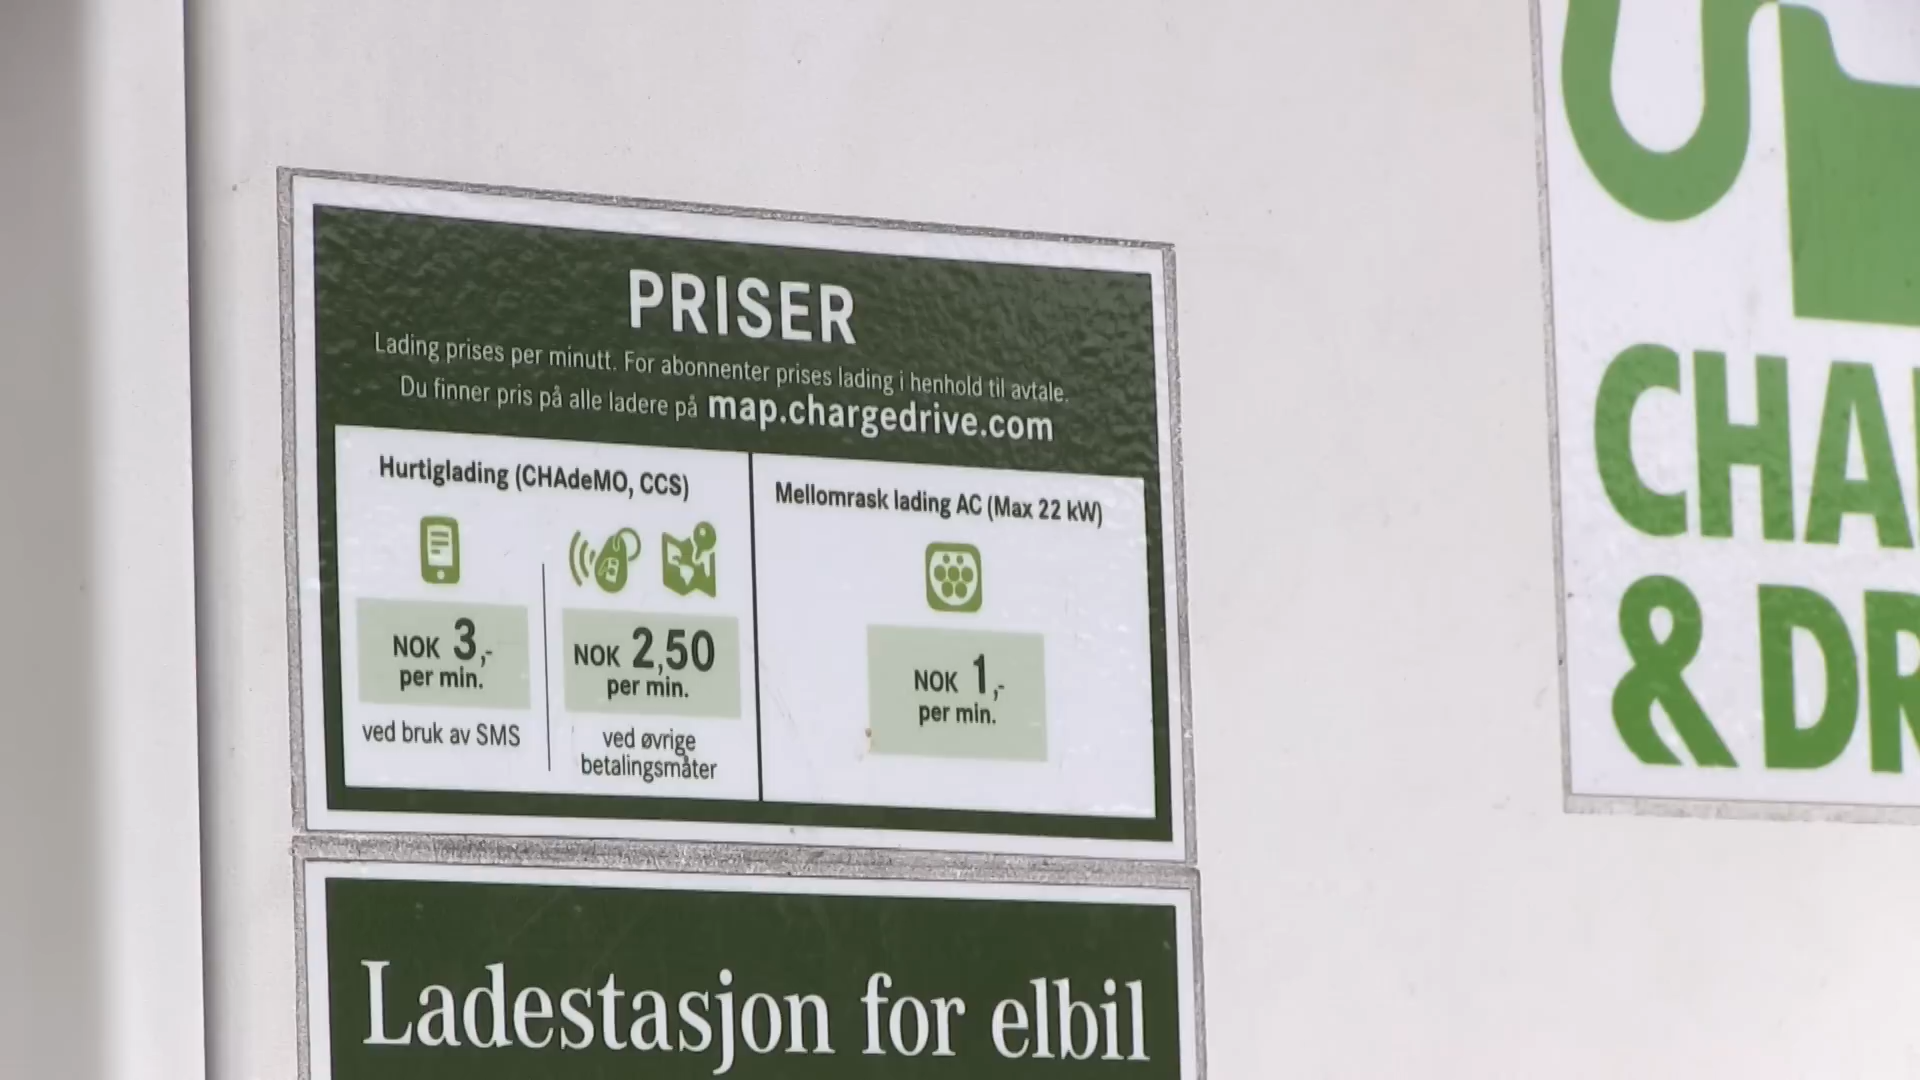 PRISER
Lading prises per minutt. For abonnenter prises lading i henhold til avtale.
Du finner pris på alle ladere på map.chargedrive.com
Hurtiglading (CHAdeMO, CCS)
NOK 3,-
per min.
ved bruk av SMS
NOK 2,50
per min.
ved øvrige
betalingsmåter
Mellomrask lading AC (Max 22 kW)
NOK 1,-
per min.
Ladestasjon for elbil
CHA
& DR